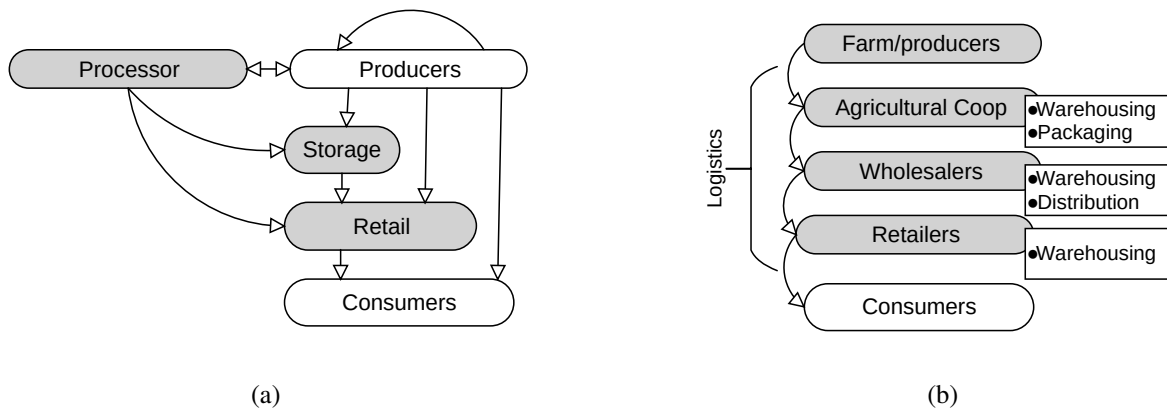 Processor
Producers
Storage
Retail
Consumers
(a)
Logistics
Farm/producers
Agricultural Coop
●Warehousing
●Packaging
Wholesalers
●Warehousing
●Distribution
Retailers
●Warehousing
Consumers
(b)